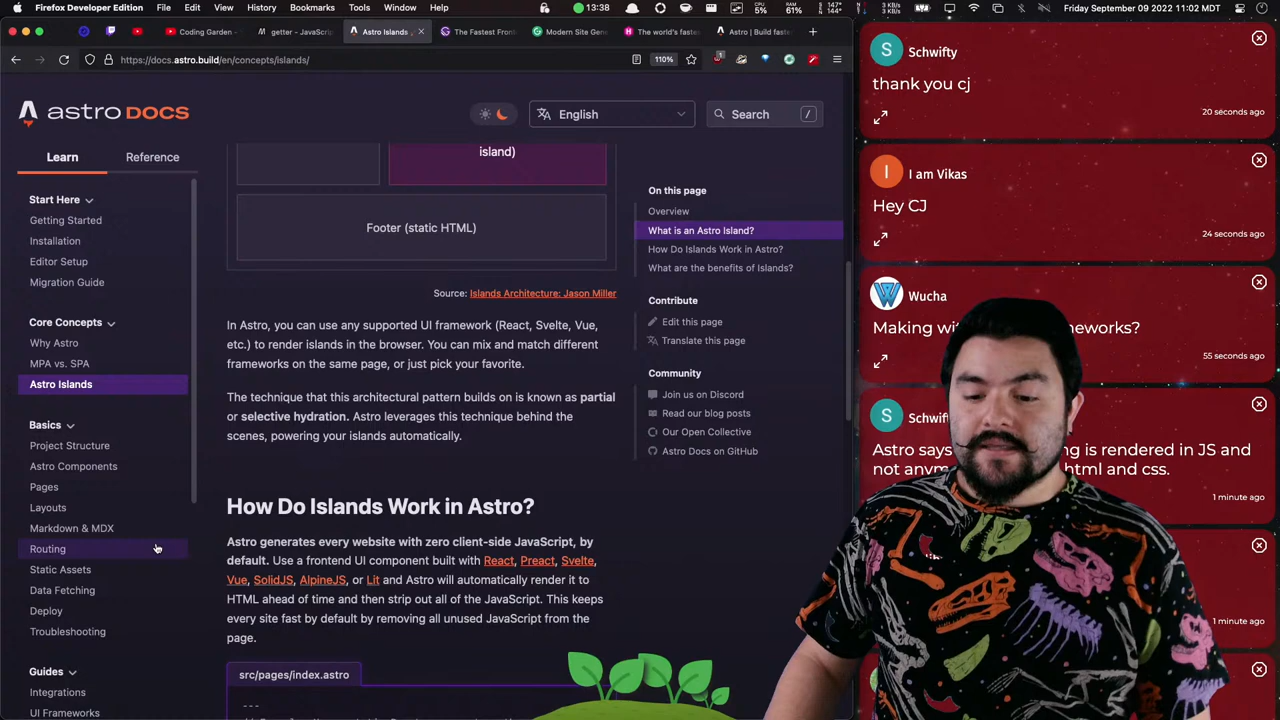 Firefox Developer Edition File Edit View History Bookmarks Tools Window Help
13:38
CPU 5%
RAM 61%
147°
144°
3 KB/s
3 KB/s
Friday September 09 2022 11:02 MDT
Coding Garden -
getter - JavaScrip
Astro Islands
The Fastest Front
Modern Site Gene
The world's faste
Astro | Build faste
https://docs.astro.build/en/concepts/islands/
110%
astro DOCS
English
Search
/
Learn
Reference
Start Here
Getting Started
Installation
Editor Setup
Migration Guide
Core Concepts
Why Astro
MPA vs. SPA
Astro Islands
Basics
Project Structure
Astro Components
Pages
Layouts
Markdown & MDX
Routing
Static Assets
Data Fetching
Deploy
Troubleshooting
Guides
Integrations
UI Frameworks
island)
Footer (static HTML)
Source: Islands Architecture: Jason Miller
In Astro, you can use any supported UI framework (React, Svelte, Vue,
etc.) to render islands in the browser. You can mix and match different
frameworks on the same page, or just pick your favorite.
The technique that this architectural pattern builds on is known as partial
or selective hydration. Astro leverages this technique behind the
scenes, powering your islands automatically.
How Do Islands Work in Astro?
Astro generates every website with zero client-side JavaScript, by
default. Use a frontend UI component built with React, Preact, Svelte,
Vue, SolidJS, AlpineJS, or Lit and Astro will automatically render it to
HTML ahead of time and then strip out all of the JavaScript. This keeps
every site fast by default by removing all unused JavaScript from the
page.
src/pages/index.astro
---
On this page
Overview
What is an Astro Island?
How Do Islands Work in Astro?
What are the benefits of Islands?
Contribute
Edit this page
Translate this page
Community
Join us on Discord
Read our blog posts
Our Open Collective
Astro Docs on GitHub
S
Schwifty
thank you cj
20 seconds ago
I
I am Vikas
Hey CJ
24 seconds ago
Wucha
Making wi
meworks?
55 seconds ago
S
Schwif
Astro says
ng is rendered in JS and
not anym
html and css.
1 minute ago
1 minute ago